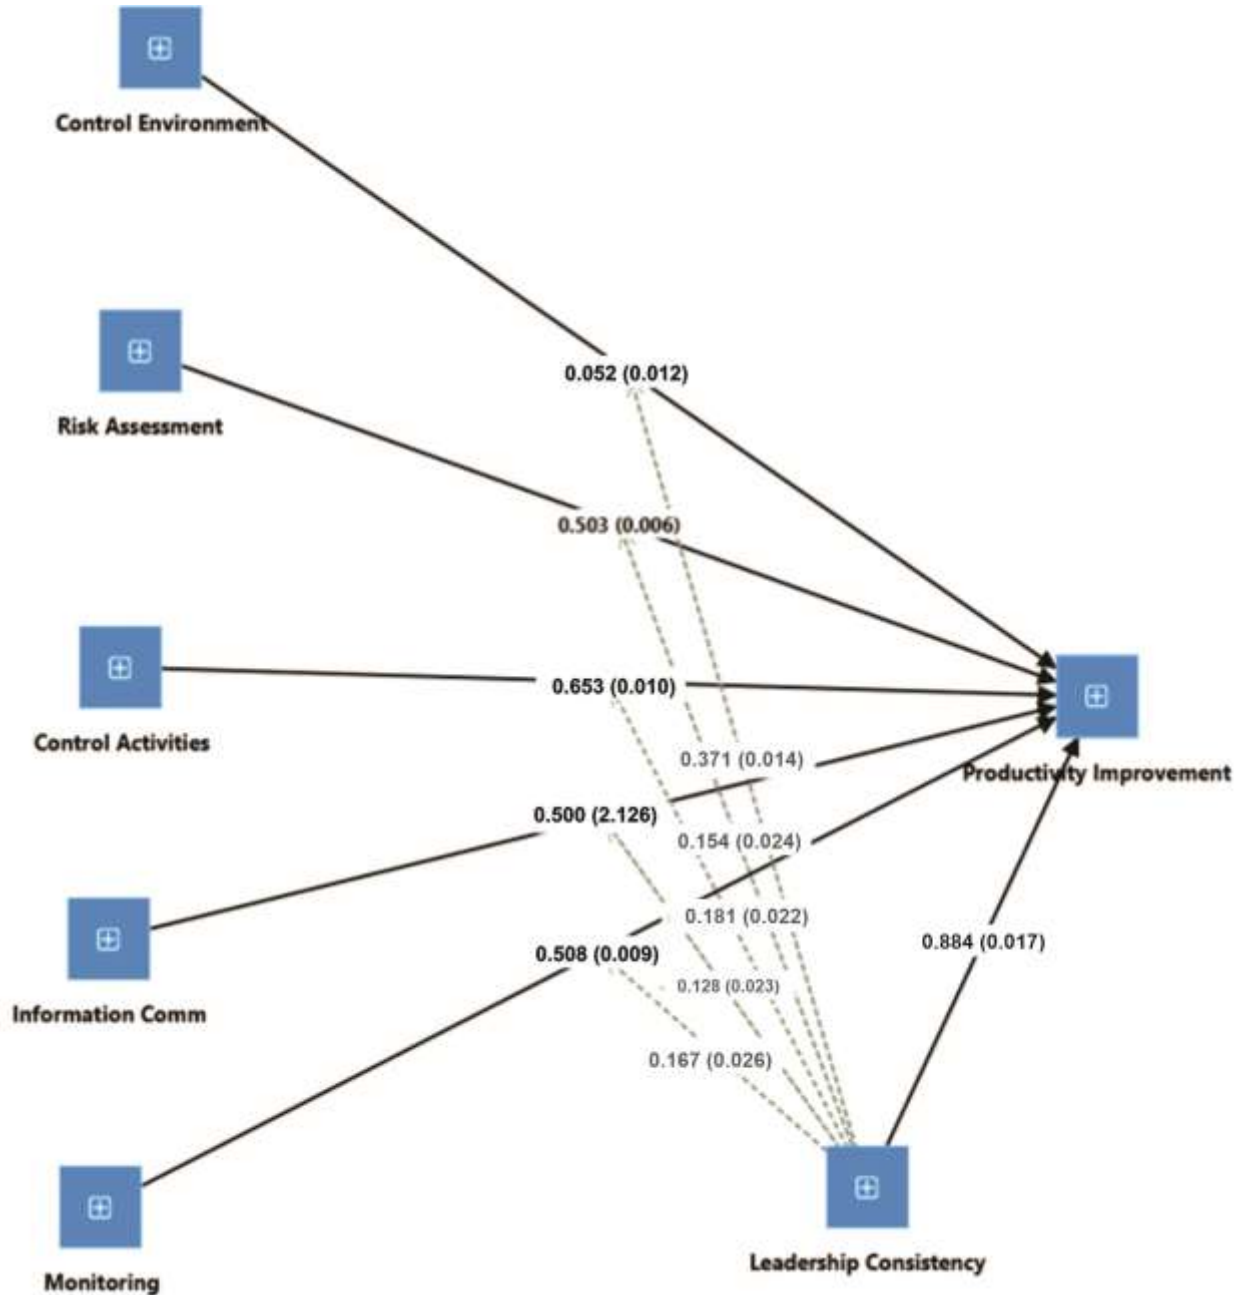 Control Environment
0.052 (0.012)
Risk Assessment
0.503 (0.006)
0.653 (0.010)
Control Activities
0.371 (0.014)
Productivity Improvement
0.500 (2.126)
0.154 (0.024)
0.181 (0.022)
0.884 (0.017)
0.508 (0.009)
0.128 (0.023)
Information Comm
0.167 (0.026)
Leadership Consistency
Monitoring